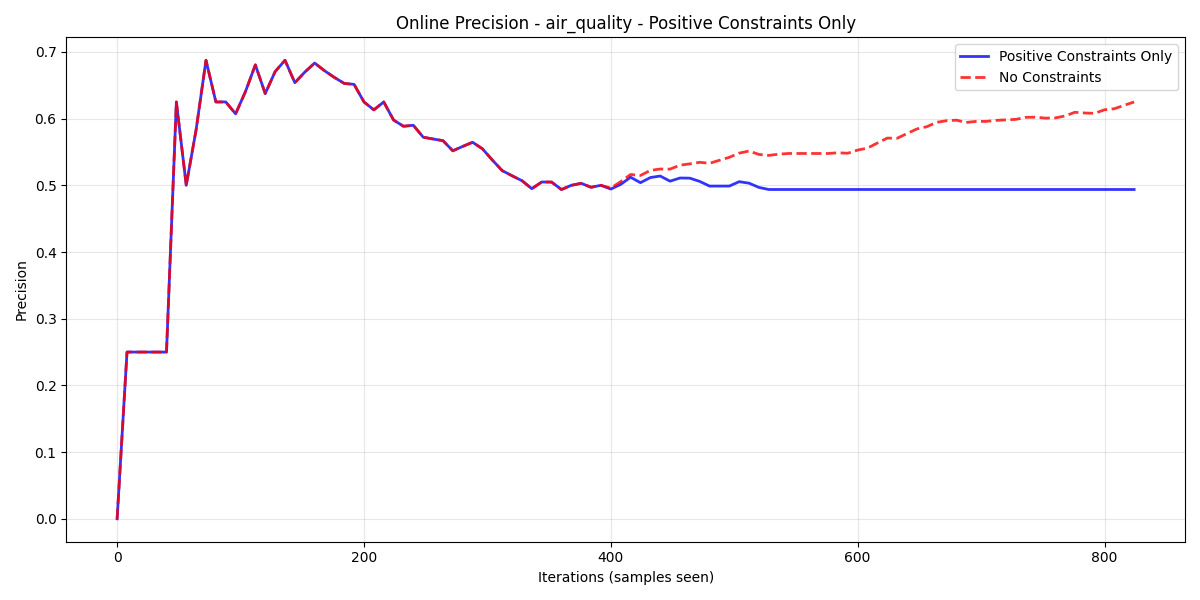 Online Precision - air_quality - Positive Constraints Only
Positive Constraints Only
No Constraints
Precision
0.7
0.6
0.5
0.4
0.3
0.2
0.1
0.0
0
200
400
600
800
Iterations (samples seen)